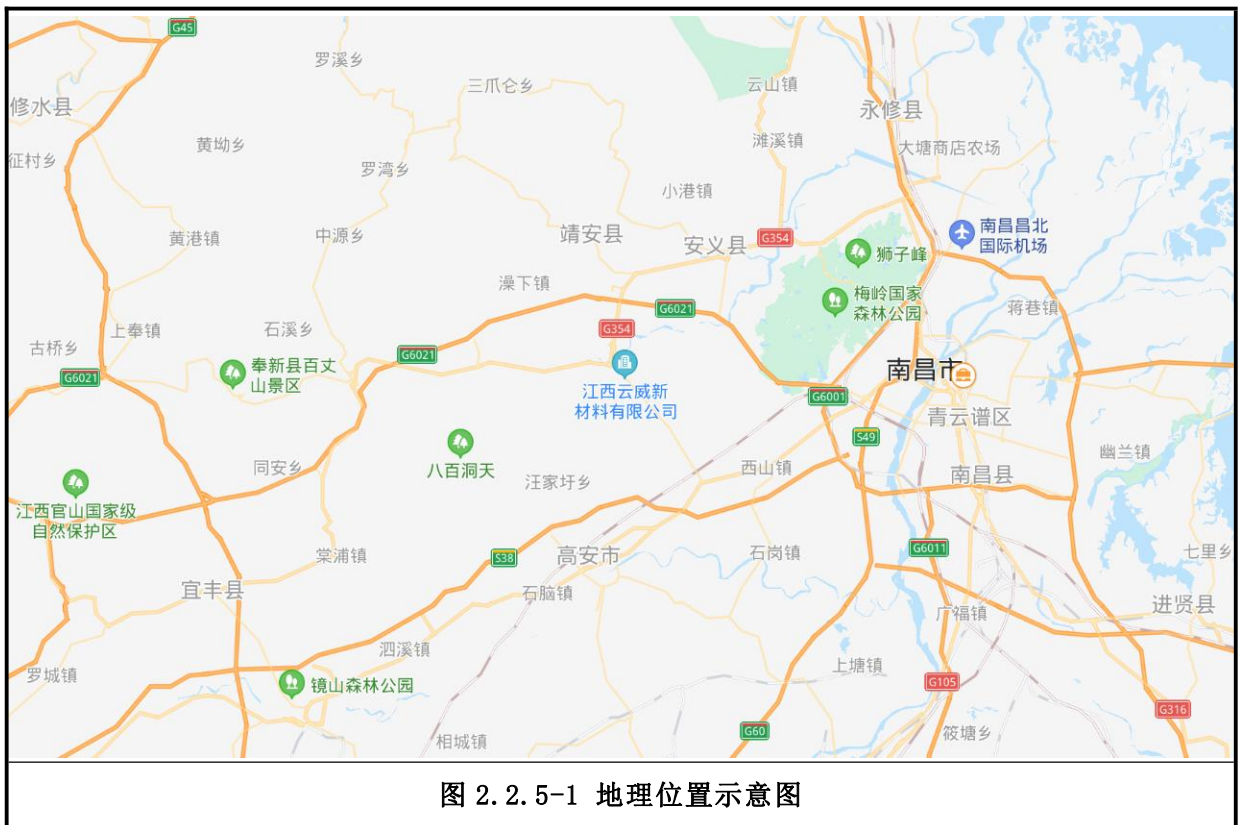 G45
罗溪乡
三爪仑乡
云山镇
修水县
永修县
黄坳乡
滩溪镇
大塘商店农场
征村乡
罗湾乡
小港镇
黄港镇
中源乡
靖安县
安义县
G354
狮子峰
南昌昌北
国际机场
澡下镇
梅岭国家
森林公园
蒋巷镇
G6021
上奉镇
石溪乡
G354
古桥乡
G6021
奉新县百丈
山景区
G6021
江西云威新
材料有限公司
南昌市
G6001
青云谱区
S49
八百洞天
同安乡
汪家圩乡
西山镇
南昌县
幽兰镇
江西官山国家级
自然保护区
棠浦镇
S38
高安市
石岗镇
G6011
七里乡
宜丰县
石脑镇
广福镇
进贤县
泗溪镇
罗城镇
镜山森林公园
上塘镇
G105
G316
相城镇
G60
筱塘乡
图 2.2.5-1 地理位置示意图